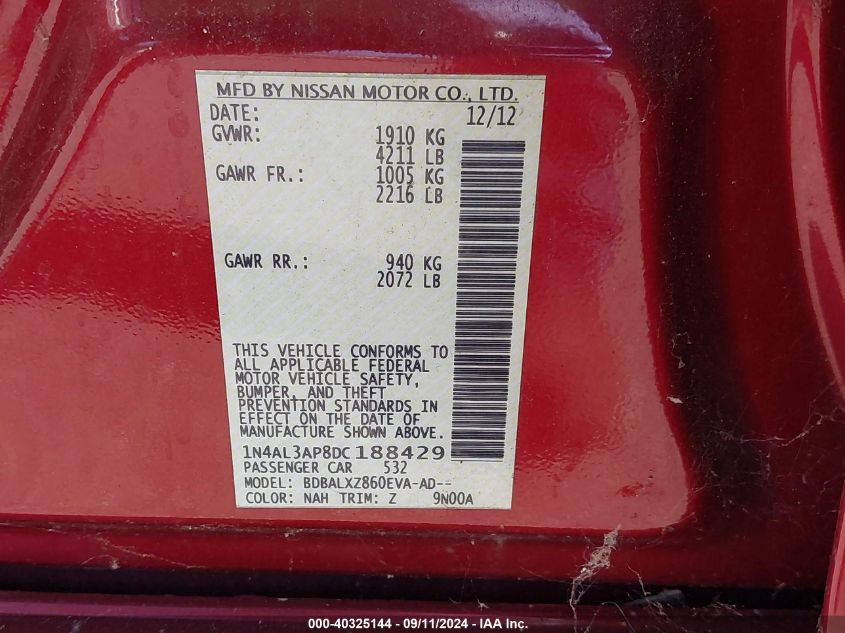 MFD BY NISSAN MOTOR CO., LTD.
DATE: 12/12
GVWR: 1910 KG
4211 LB
GAWR FR.: 1005 KG
2216 LB
GAWR RR.: 940 KG
2072 LB
THIS VEHICLE CONFORMS TO
ALL APPLICABLE FEDERAL
MOTOR VEHICLE SAFETY,
BUMPER, AND THEFT
PREVENTION STANDARDS IN
EFFECT ON THE DATE OF
MANUFACTURE SHOWN ABOVE.
1N4AL3AP8DC188429
PASSENGER CAR 532
MODEL: BDBALXZ860EVA-AD--
COLOR: NAH TRIM: Z 9N00A
000-40325144 - 09/11/2024 - IAA Inc.